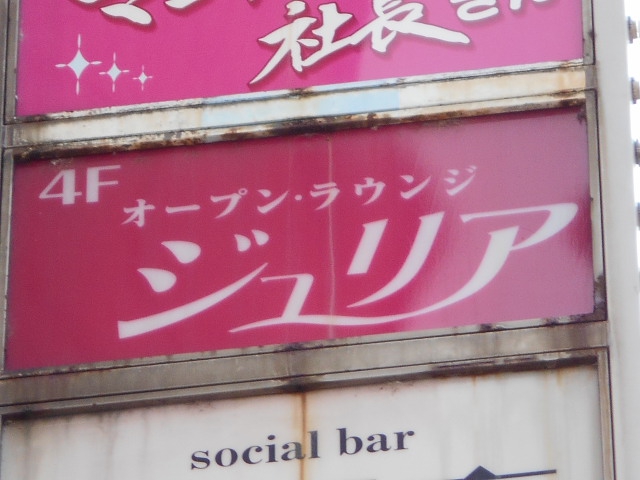 社長さん
4F
オープン・ラウンジ
ジュリア
social bar